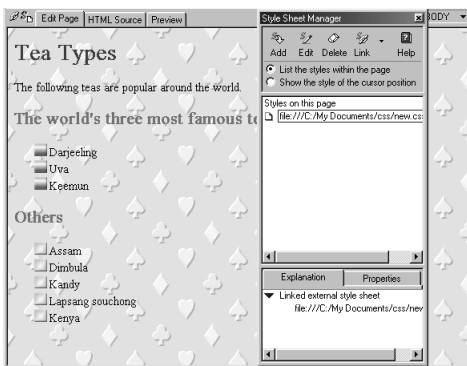 Edit Page HTML Source Preview
Tea Types
The following teas are popular around the world.
The world's three most famous te
Darjeeling
Uva
Keemun
Others
Assam
Dimbula
Kandy
Lapsang souchong
Kenya
Style Sheet Manager
Add Edit Delete Link Help
List the styles within the page
Show the style of the cursor position
Styles on this page
file:///C:/My Documents/css/new.cs
Explanation Properties
Linked external style sheet
file:///C:/My Documents/css/new
BODY